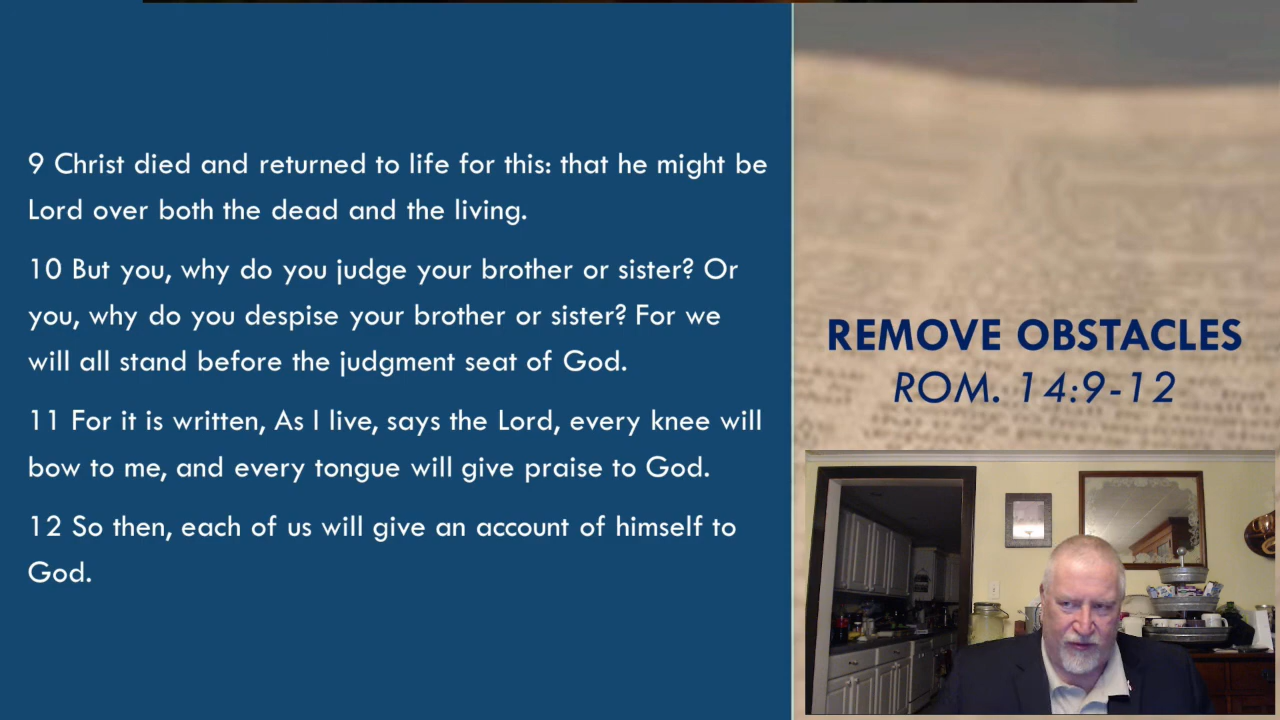 9 Christ died and returned to life for this: that he might be
Lord over both the dead and the living.
10 But you, why do you judge your brother or sister? Or
you, why do you despise your brother or sister? For we
will all stand before the judgment seat of God.
11 For it is written, As I live, says the Lord, every knee will
bow to me, and every tongue will give praise to God.
12 So then, each of us will give an account of himself to
God.
REMOVE OBSTACLES
ROM. 14:9-12